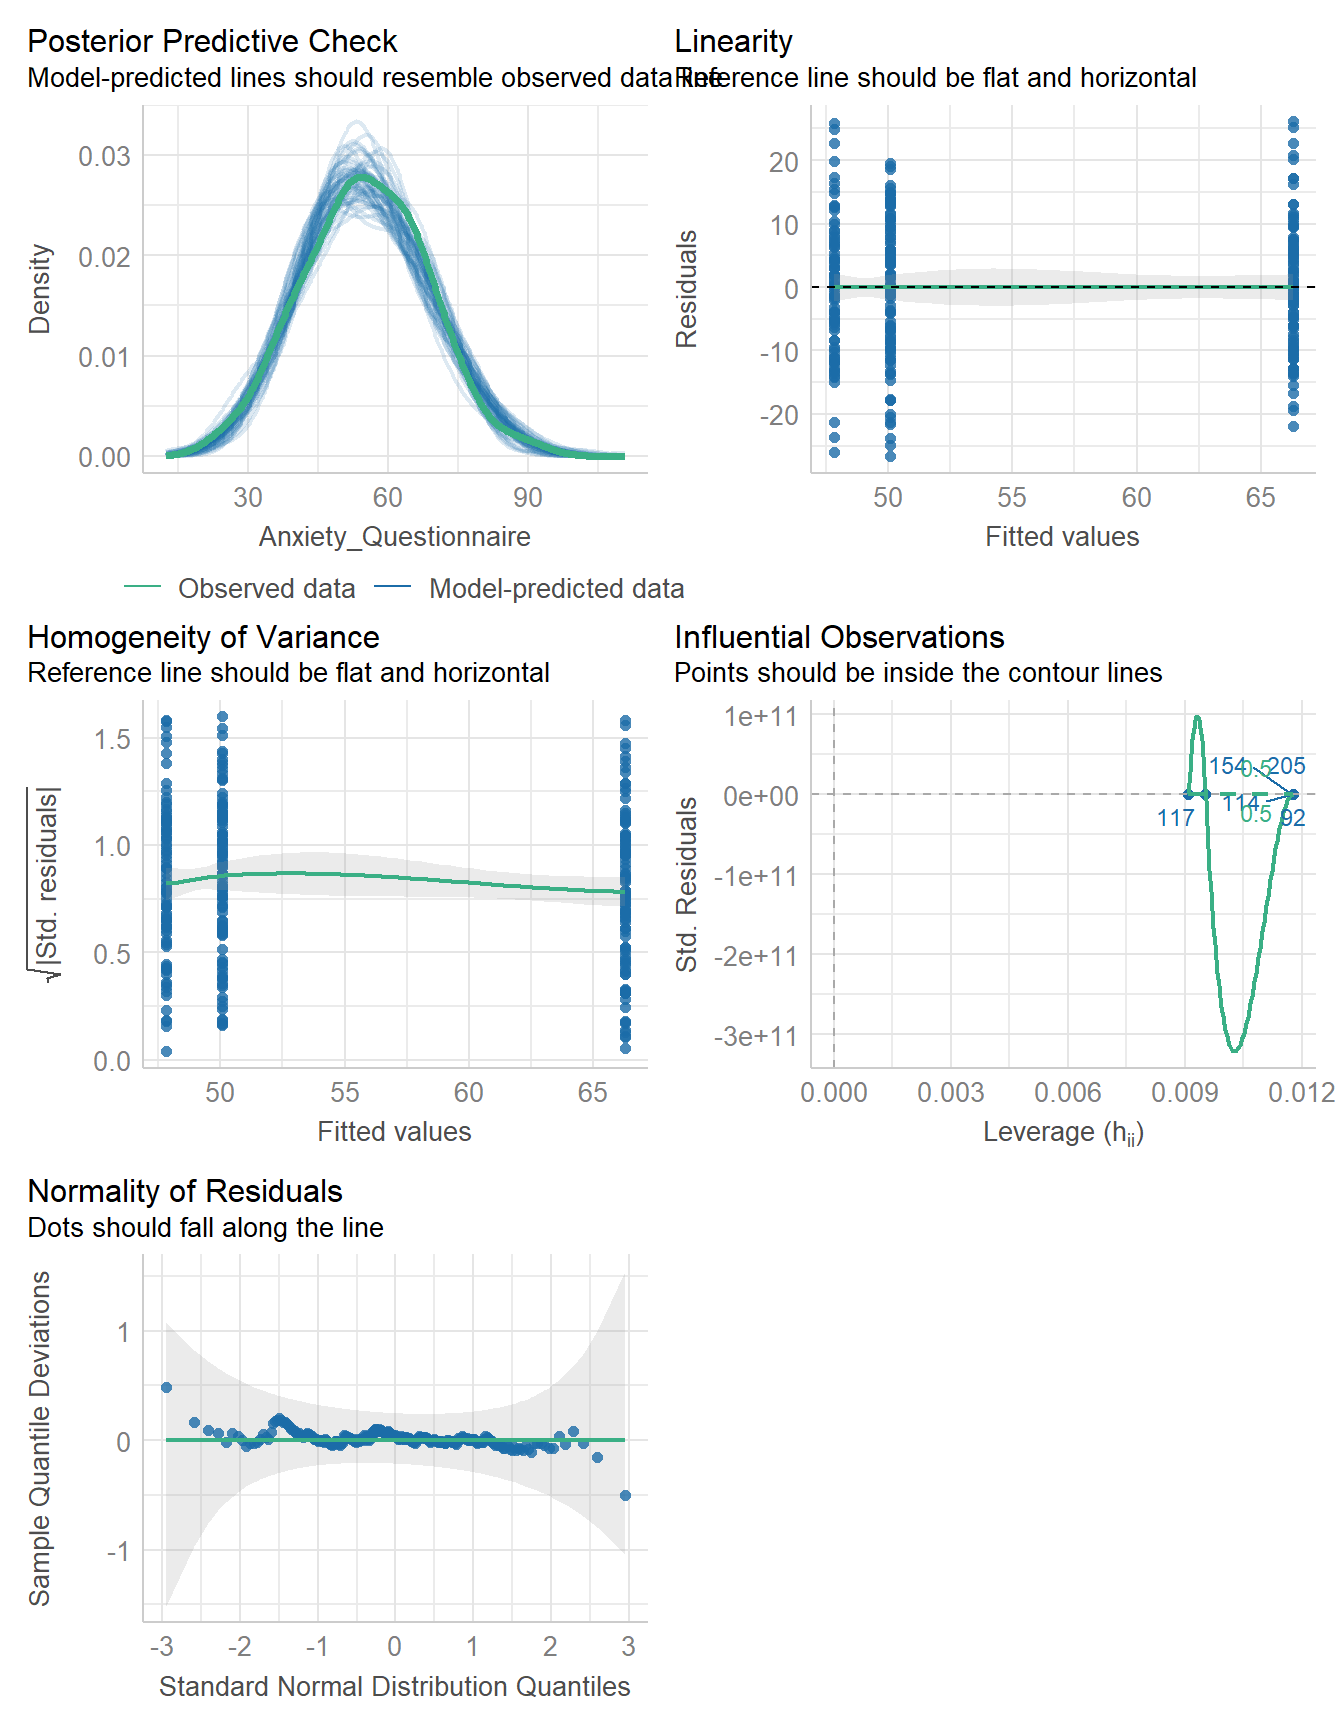 Posterior Predictive Check
Model-predicted lines should resemble observed data line
0.03
0.02
0.01
0.00
Density
30 60 90
Anxiety_Questionnaire
Observed data Model-predicted data
Linearity
Reference line should be flat and horizontal
20
10
0
-10
-20
Residuals
50 55 60 65
Fitted values
Homogeneity of Variance
Reference line should be flat and horizontal
1.5
1.0
0.5
0.0
√|Std. residuals|
50 55 60 65
Fitted values
Influential Observations
Points should be inside the contour lines
1e+11
0e+00
-1e+11
-2e+11
-3e+11
Std. Residuals
154 0.5 205
114
117 0.5 92
0.000 0.003 0.006 0.009 0.012
Leverage (hii)
Normality of Residuals
Dots should fall along the line
1
0
-1
Sample Quantile Deviations
-3 -2 -1 0 1 2 3
Standard Normal Distribution Quantiles